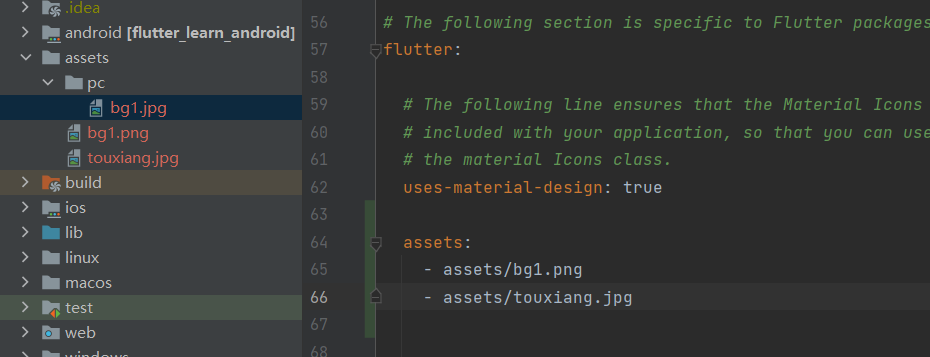 .idea
android [flutter_learn_android]
assets
pc
bg1.jpg
bg1.png
touxiang.jpg
build
ios
lib
linux
macos
test
web
windows
56 # The following section is specific to Flutter packages
57 flutter:
58
59 # The following line ensures that the Material Icons
60 # included with your application, so that you can use
61 # the material Icons class.
62 uses-material-design: true
63
64 assets:
65 - assets/bg1.png
66 - assets/touxiang.jpg
67
68